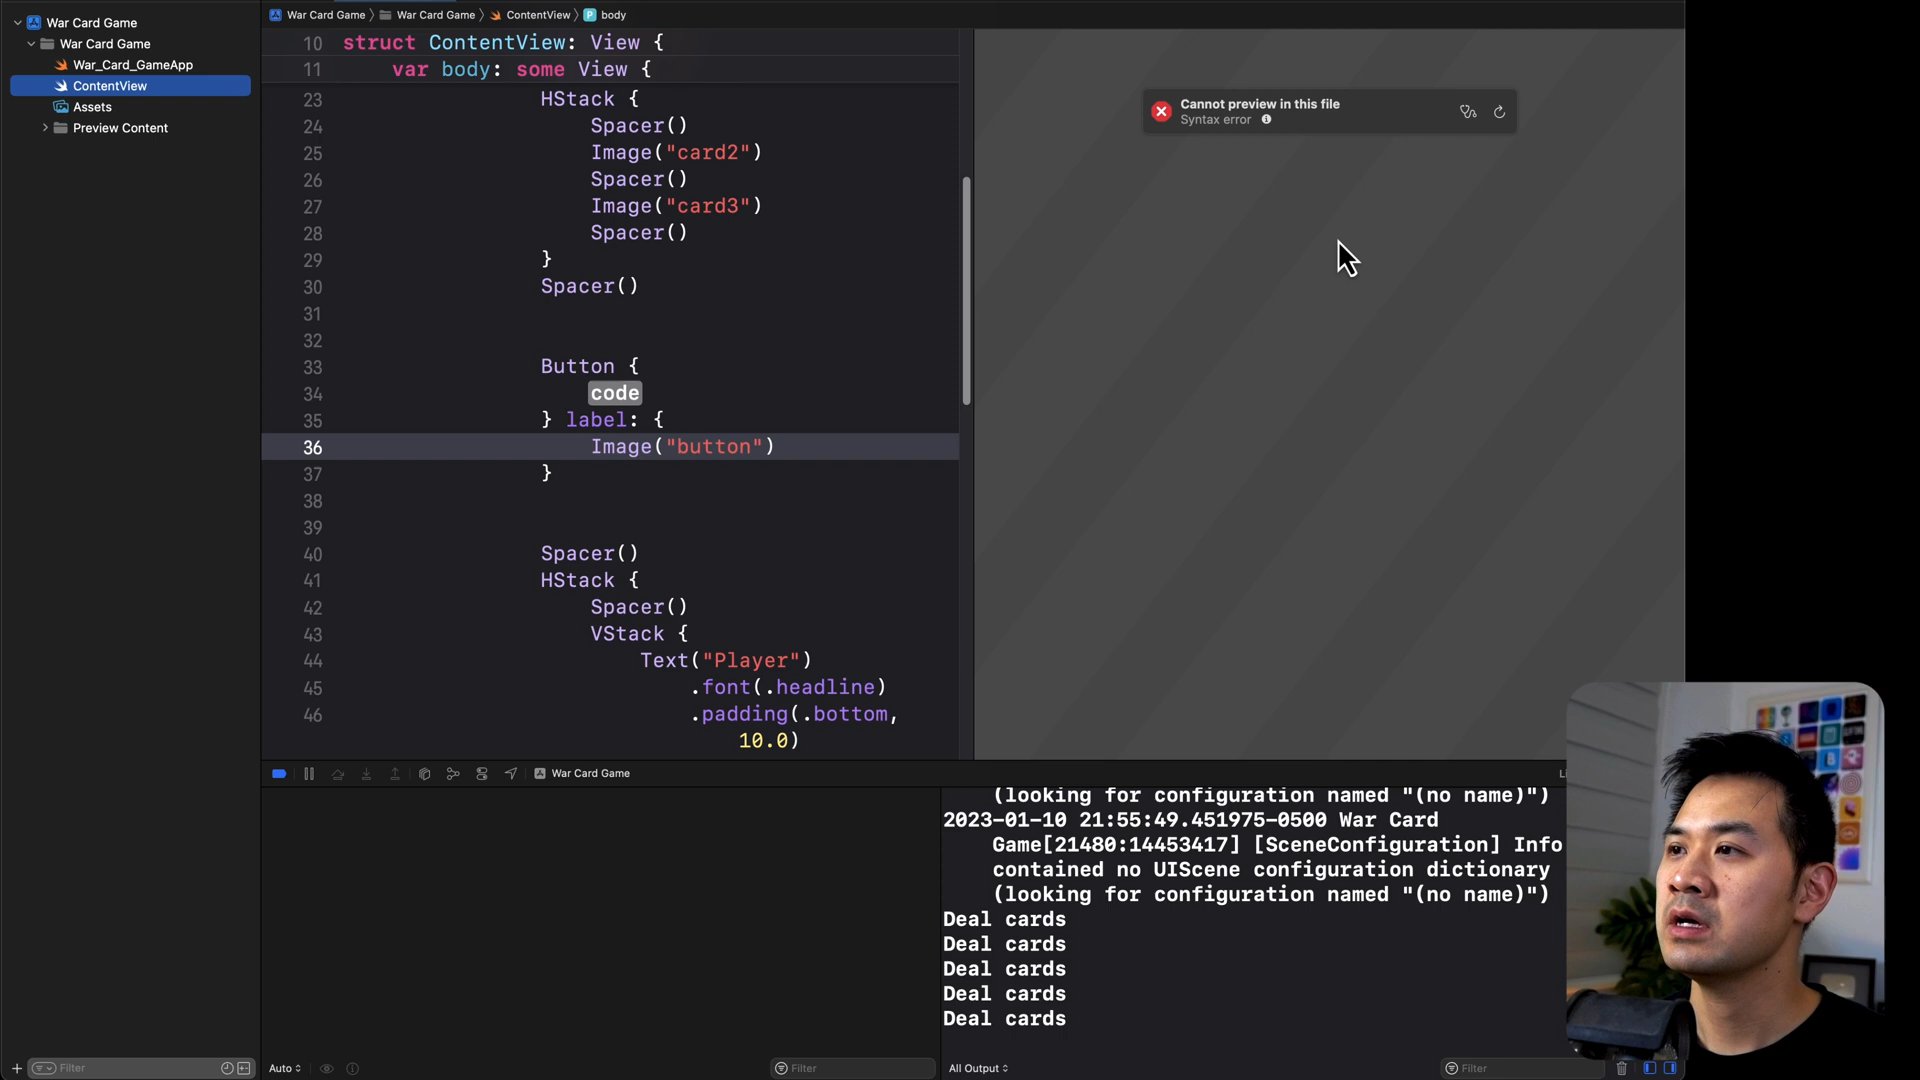 War Card Game
War Card Game
War_Card_GameApp
ContentView
Assets
Preview Content
Filter
War Card Game
War Card Game
ContentView
body
10 struct ContentView: View {
11 var body: some View {
23 HStack {
24 Spacer()
25 Image("card2")
26 Spacer()
27 Image("card3")
28 Spacer()
29 }
30 Spacer()
31
32
33 Button {
34 code
35 } label: {
36 Image("button")
37 }
38
39
40 Spacer()
41 HStack {
42 Spacer()
43 VStack {
44 Text("Player")
45 .font(.headline)
46 .padding(.bottom,
10.0)
Cannot preview in this file
Syntax error
War Card Game
(looking for configuration named "(no name)")
2023-01-10 21:55:49.451975-0500 War Card
Game[21480:14453417] [SceneConfiguration] Info
contained no UIScene configuration dictionary
(looking for configuration named "(no name)")
Deal cards
Deal cards
Deal cards
Deal cards
Deal cards
Auto
Filter
All Output
Filter